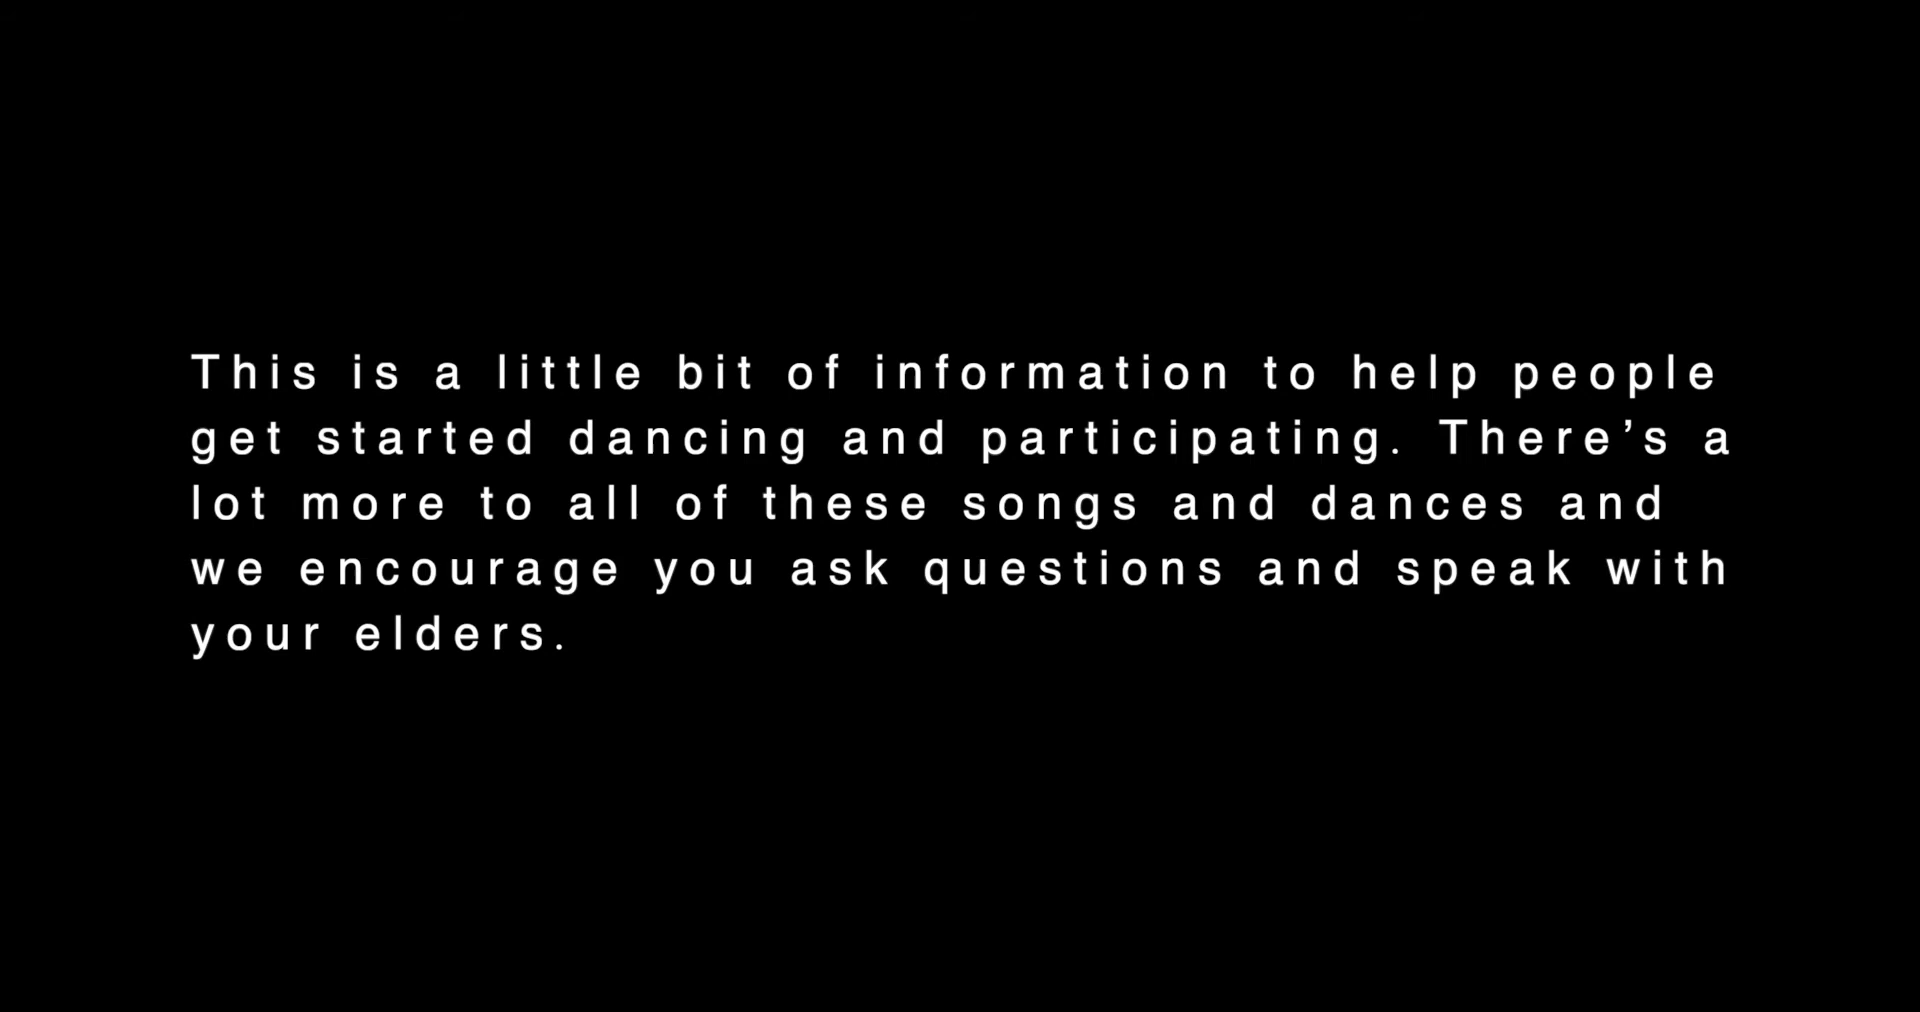 This is a little bit of information to help people
get started dancing and participating. There’s a
lot more to all of these songs and dances and
we encourage you ask questions and speak with
your elders.